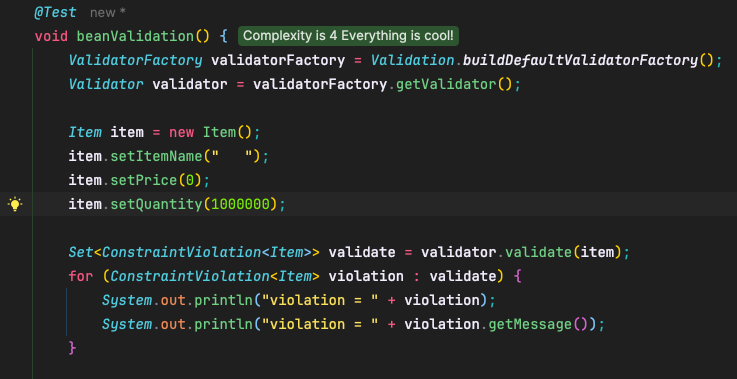 @Test new *
void beanValidation() { Complexity is 4 Everything is cool!
    ValidatorFactory validatorFactory = Validation.buildDefaultValidatorFactory();
    Validator validator = validatorFactory.getValidator();

    Item item = new Item();
    item.setItemName("   ");
    item.setPrice(0);
    item.setQuantity(1000000);

    Set<ConstraintViolation<Item>> validate = validator.validate(item);
    for (ConstraintViolation<Item> violation : validate) {
        System.out.println("violation = " + violation);
        System.out.println("violation = " + violation.getMessage());
    }